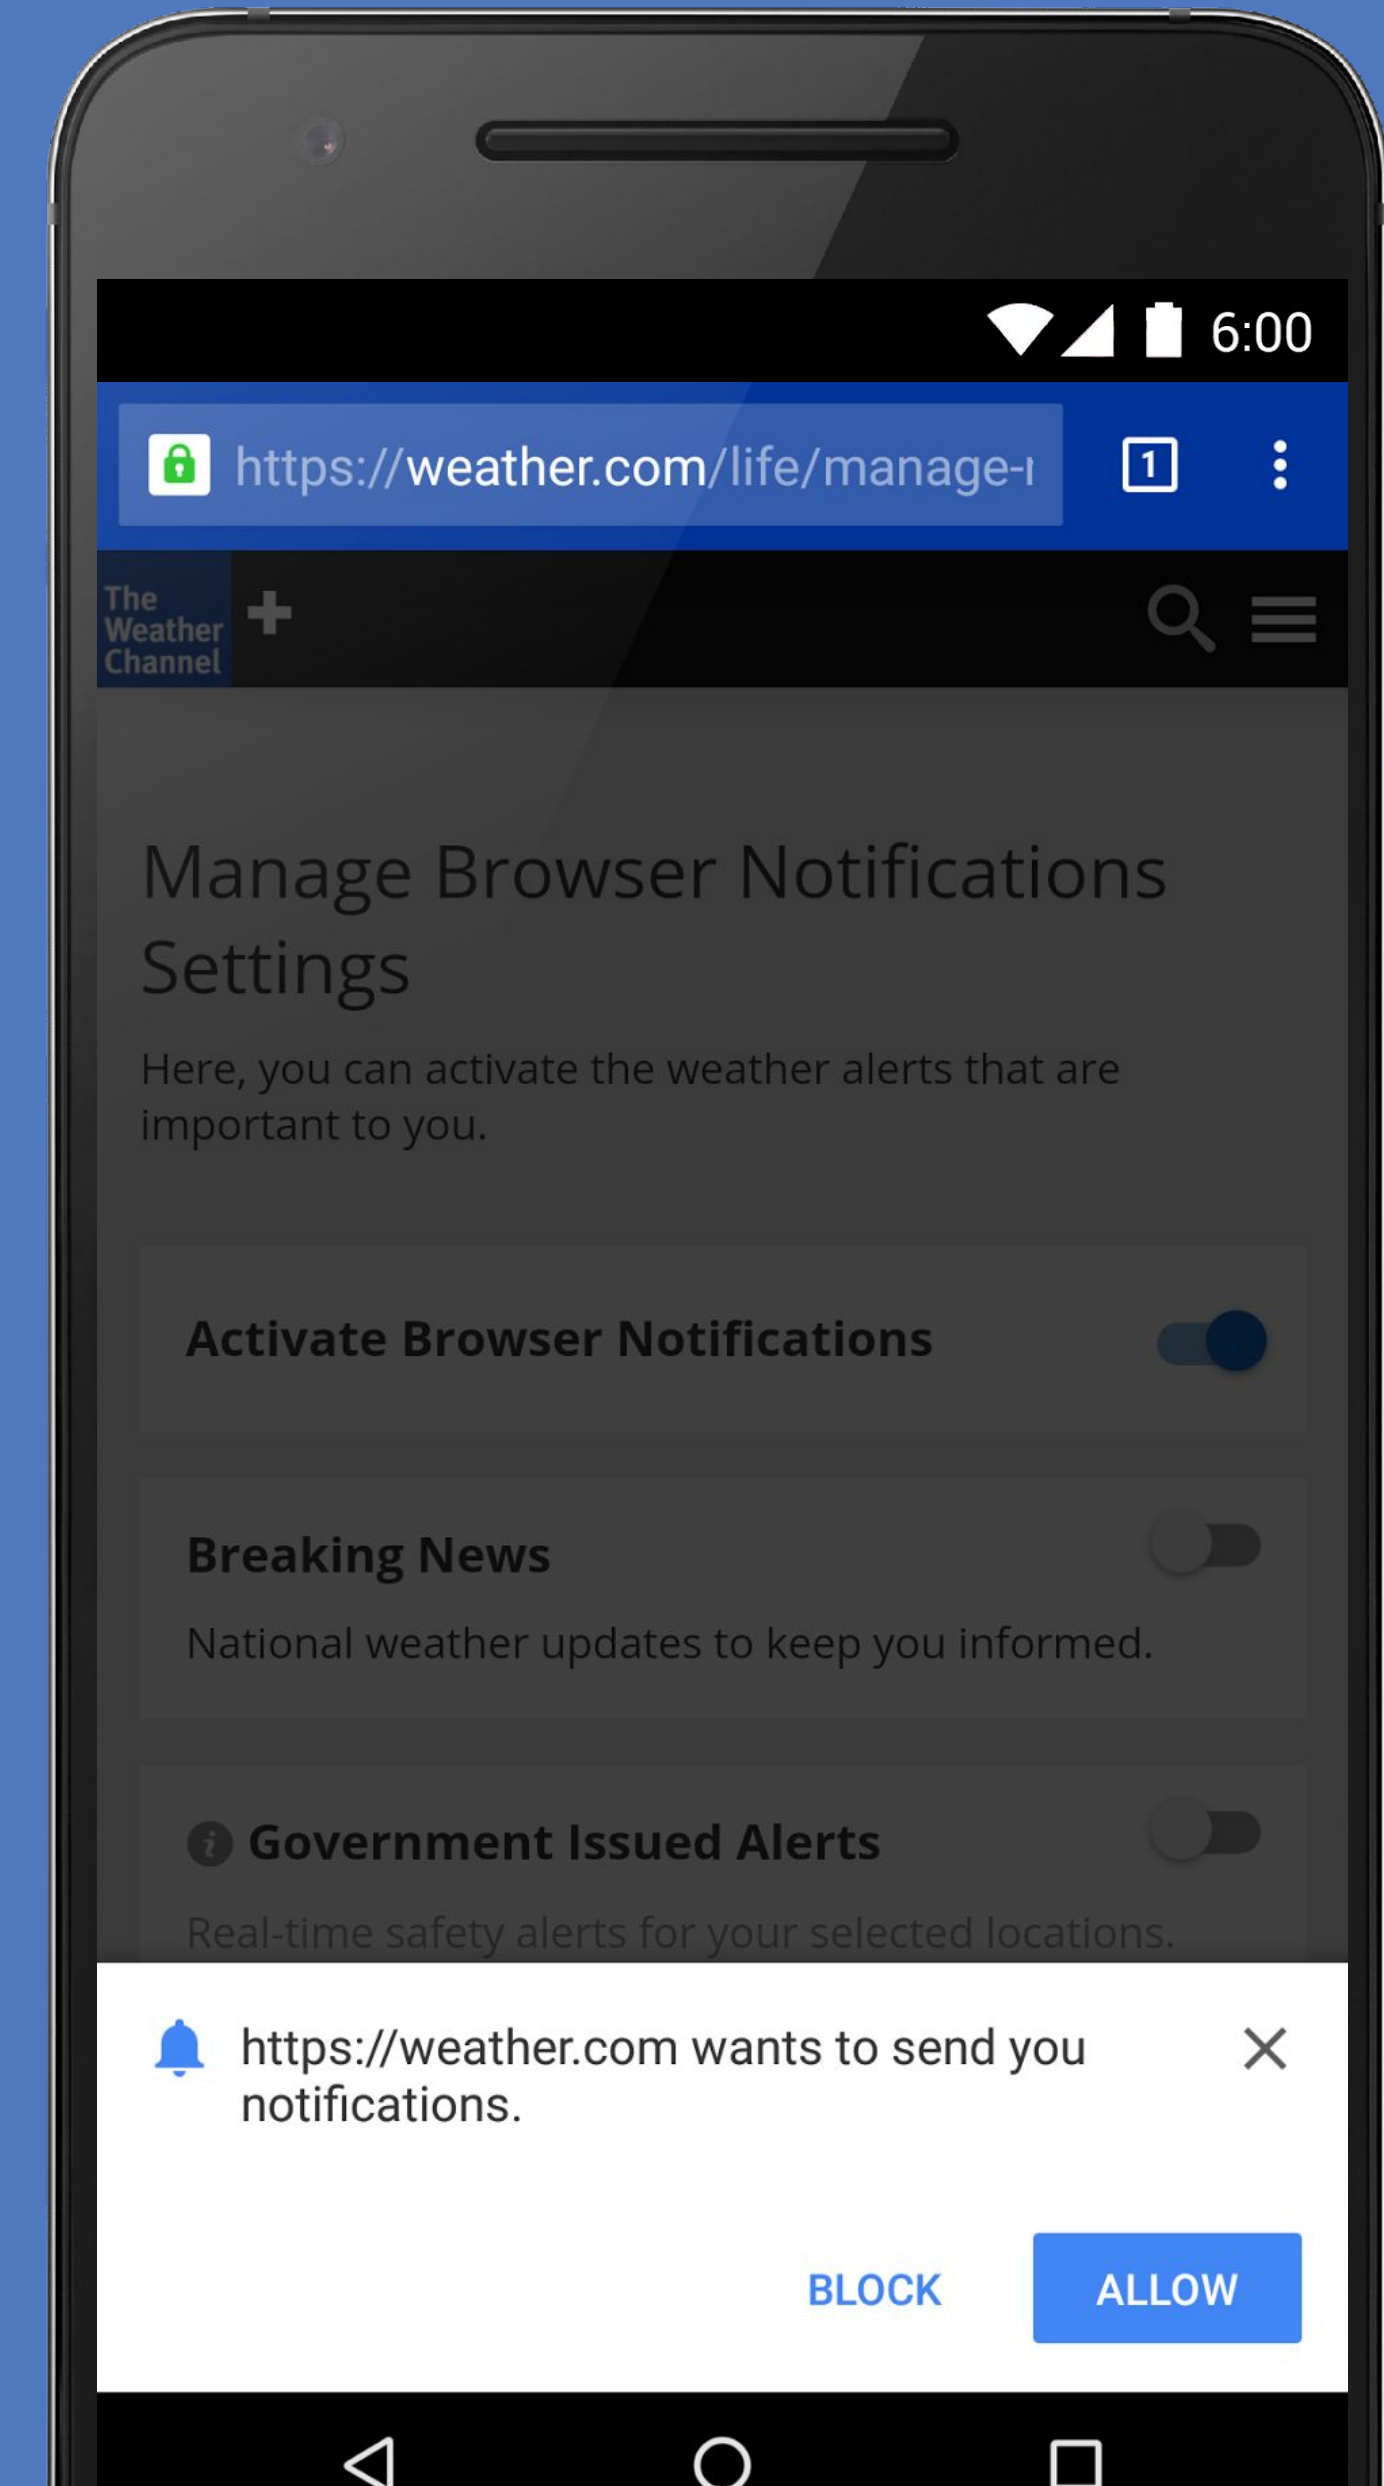 6:00
https://weather.com/life/manage-
1
The
Weather
Channel
Manage Browser Notifications
Settings
Here, you can activate the weather alerts that are
important to you.
Activate Browser Notifications
Breaking News
National weather updates to keep you informed.
i Government Issued Alerts
Real-time safety alerts for your selected locations.
https://weather.com wants to send you
notifications.
BLOCK ALLOW